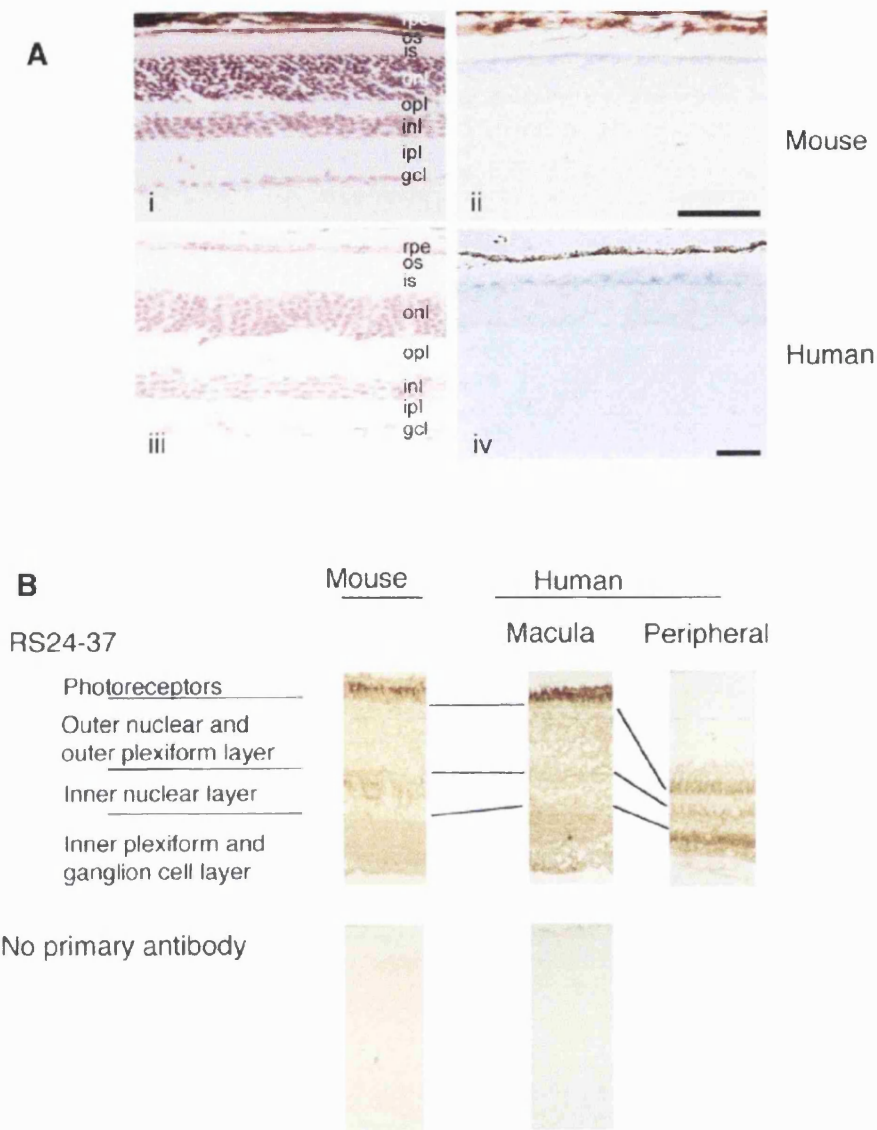 A
rpe
os
is
onl
opl
inl
ipl
gcl
i
ii
Mouse
rpe
os
is
onl
opl
inl
ipl
gcl
iii
iv
Human
B
Mouse
Human
RS24-37
Macula
Peripheral
Photoreceptors
Outer nuclear and
outer plexiform layer
Inner nuclear layer
Inner plexiform and
ganglion cell layer
No primary antibody